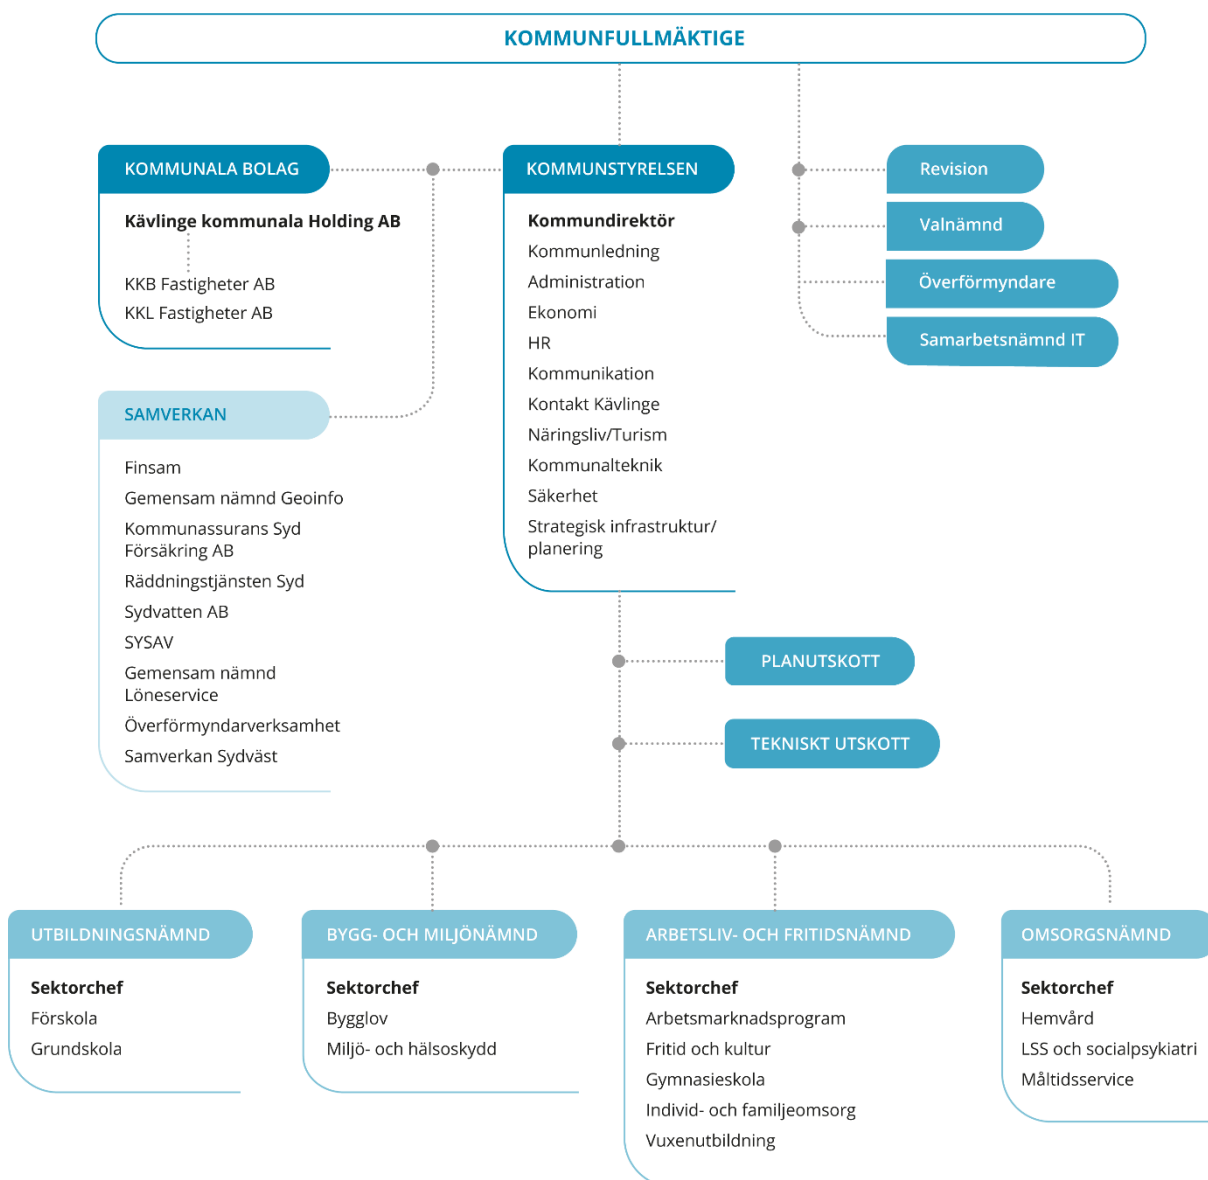 KOMMUNFULLMÄKTIGE
KOMMUNALA BOLAG
Kävlinge kommunala Holding AB
KKB Fastigheter AB
KKL Fastigheter AB
SAMVERKAN
Finsam
Gemensam nämnd Geoinfo
Kommunassurans Syd
Försäkring AB
Räddningstjänsten Syd
Sydvatten AB
SYSAV
Gemensam nämnd
Löneservice
Överförmyndarverksamhet
Samverkan Sydväst
KOMMUNSTYRELSEN
Kommundirektör
Kommunledning
Administration
Ekonomi
HR
Kommunikation
Kontakt Kävlinge
Näringsliv/Turism
Kommunalteknik
Säkerhet
Strategisk infrastruktur/
planering
Revision
Valnämnd
Överförmyndare
Samarbetsnämnd IT
PLANUTSKOTT
TEKNISKT UTSKOTT
UTBILDNINGSNÄMND
Sektorchef
Förskola
Grundskola
BYGG- OCH MILJÖNÄMND
Sektorchef
Bygglov
Miljö- och hälsoskydd
ARBETSLIV- OCH FRITIDSNÄMND
Sektorchef
Arbetsmarknadsprogram
Fritid och kultur
Gymnasieskola
Individ- och familjeomsorg
Vuxenutbildning
OMSORGSNÄMND
Sektorchef
Hemvård
LSS och socialpsykiatri
Måltidsservice